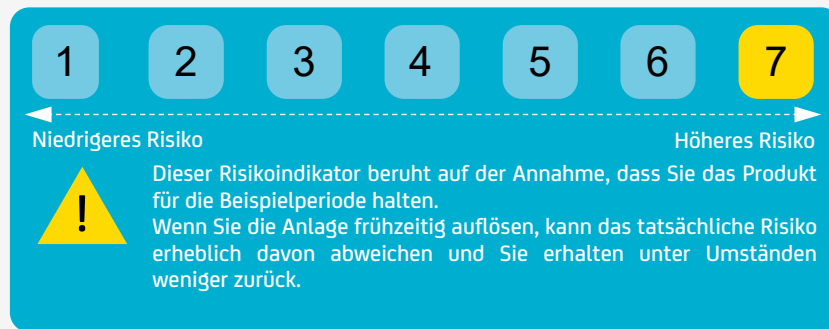 1 2 3 4 5 6 7
Niedrigeres Risiko Höheres Risiko
! Dieser Risikoindikator beruht auf der Annahme, dass Sie das Produkt
für die Beispielperiode halten.
Wenn Sie die Anlage frühzeitig auflösen, kann das tatsächliche Risiko
erheblich davon abweichen und Sie erhalten unter Umständen
weniger zurück.